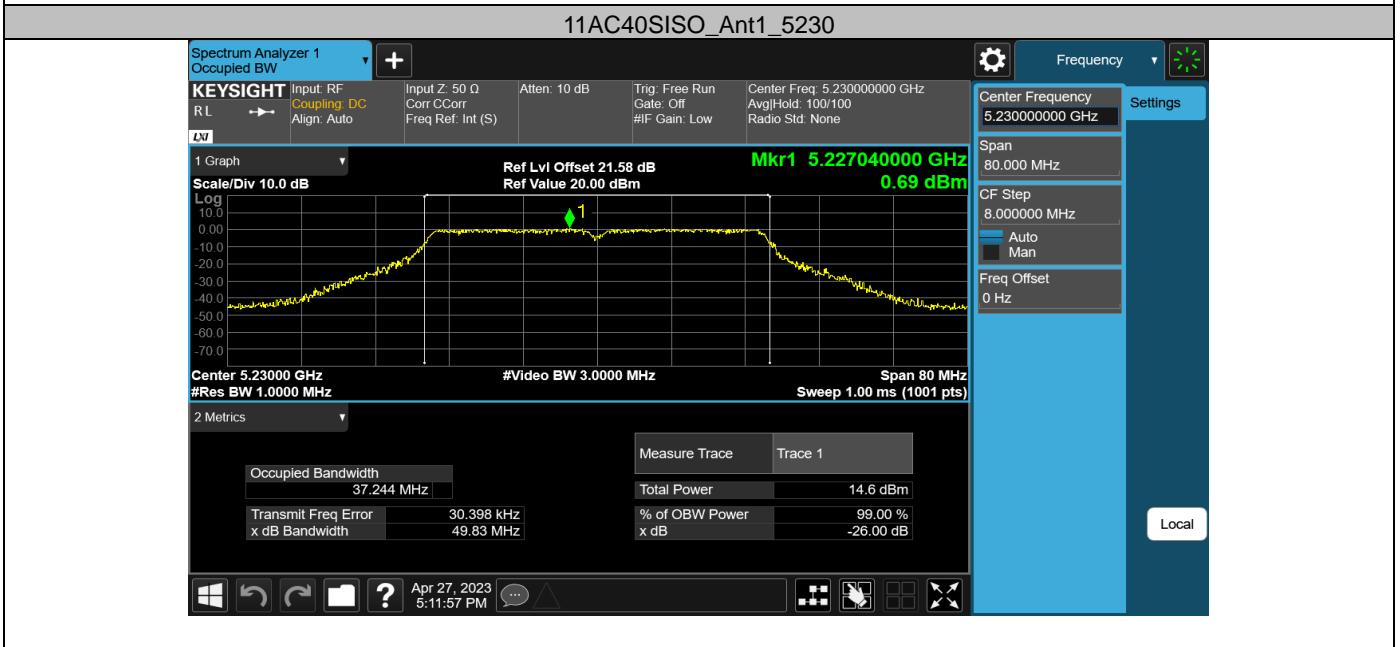 11AC40SISO_Ant1_5230
Spectrum Analyzer 1
Occupied BW
+
Frequency
KEYSIGHT
RL
LXI
Input: RF
Coupling: DC
Align: Auto
Input Z: 50 Ω
Corr CCorr
Freq Ref: Int (S)
Atten: 10 dB
Trig: Free Run
Gate: Off
#IF Gain: Low
Center Freq: 5.230000000 GHz
Avg|Hold: 100/100
Radio Std: None
Center Frequency
5.230000000 GHz
Settings
Span
80.000 MHz
CF Step
8.000000 MHz
Auto
Man
Freq Offset
0 Hz
Local
1 Graph
Scale/Div 10.0 dB
Ref Lvl Offset 21.58 dB
Ref Value 20.00 dBm
Mkr1 5.227040000 GHz
0.69 dBm
Log
10.0
0.00
-10.0
-20.0
-30.0
-40.0
-50.0
-60.0
-70.0
1
Center 5.23000 GHz
#Video BW 3.0000 MHz
Span 80 MHz
#Res BW 1.0000 MHz
Sweep 1.00 ms (1001 pts)
2 Metrics
Measure Trace Trace 1
Occupied Bandwidth
37.244 MHz
Total Power 14.6 dBm
Transmit Freq Error 30.398 kHz
% of OBW Power 99.00 %
x dB Bandwidth 49.83 MHz
x dB -26.00 dB
?
Apr 27, 2023
5:11:57 PM